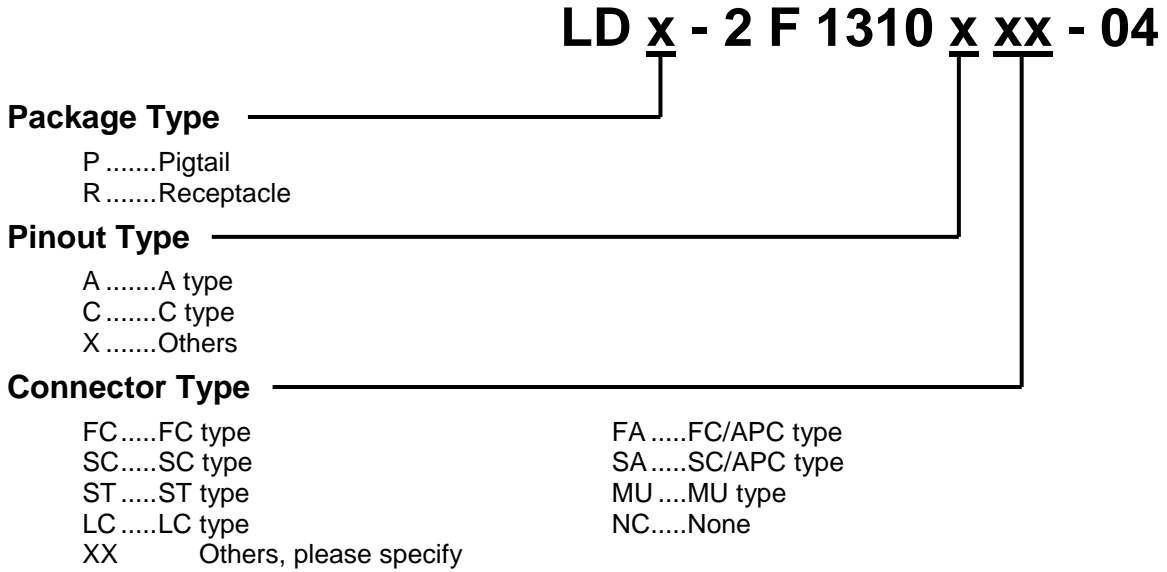 LD x - 2 F 1310 x xx - 04
Package Type
P .......Pigtail
R .......Receptacle
Pinout Type
A .......A type
C .......C type
X .......Others
Connector Type
FC.....FC type FA .....FC/APC type
SC.....SC type SA .....SC/APC type
ST .....ST type MU ....MU type
LC .....LC type NC.....None
XX Others, please specify